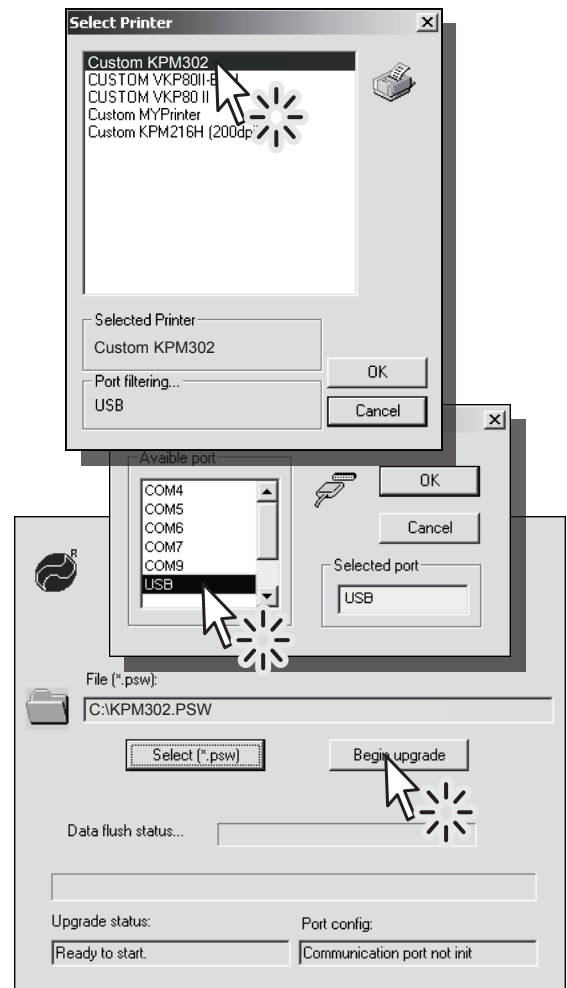 Select Printer
Custom KPM302
CUSTOM VKP80II-E
CUSTOM VKP80 II
Custom MYPrinter
Custom KPM216H (200dpi
Selected Printer
Custom KPM302
Port filtering...
USB
OK
Cancel
Avaible port
COM4
COM5
COM6
COM7
COM9
USB
OK
Cancel
Selected port
USB
R
File (*.psw):
C:\KPM302.PSW
Select (*.psw)
Begin upgrade
Data flush status...
Upgrade status:
Port config:
Ready to start.
Communication port not init